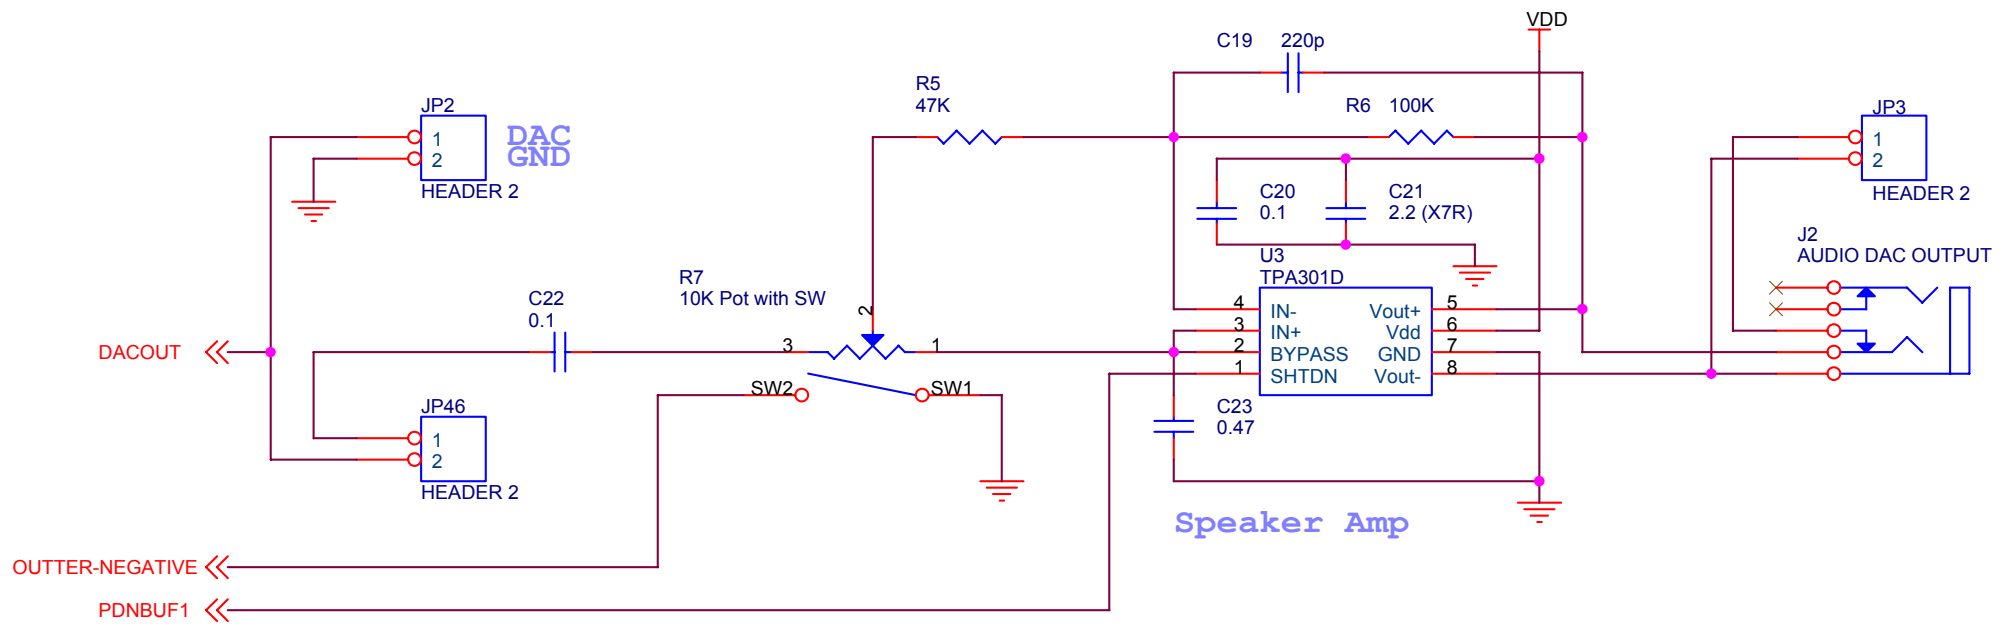 VDD
C19 220p
R5
47K
R6 100K
JP2
1
2
HEADER 2
DAC
GND
JP3
1
2
HEADER 2
C20
0.1
C21
2.2 (X7R)
J2
AUDIO DAC OUTPUT
U3
TPA301D
4 IN- Vout+ 5
3 IN+ Vdd 6
2 BYPASS GND 7
1 SHTDN Vout- 8
R7
10K Pot with SW
C22
0.1
2
3
1
DACOUT
SW2
SW1
JP46
1
2
HEADER 2
C23
0.47
Speaker Amp
OUTTER-NEGATIVE
PDNBUF1